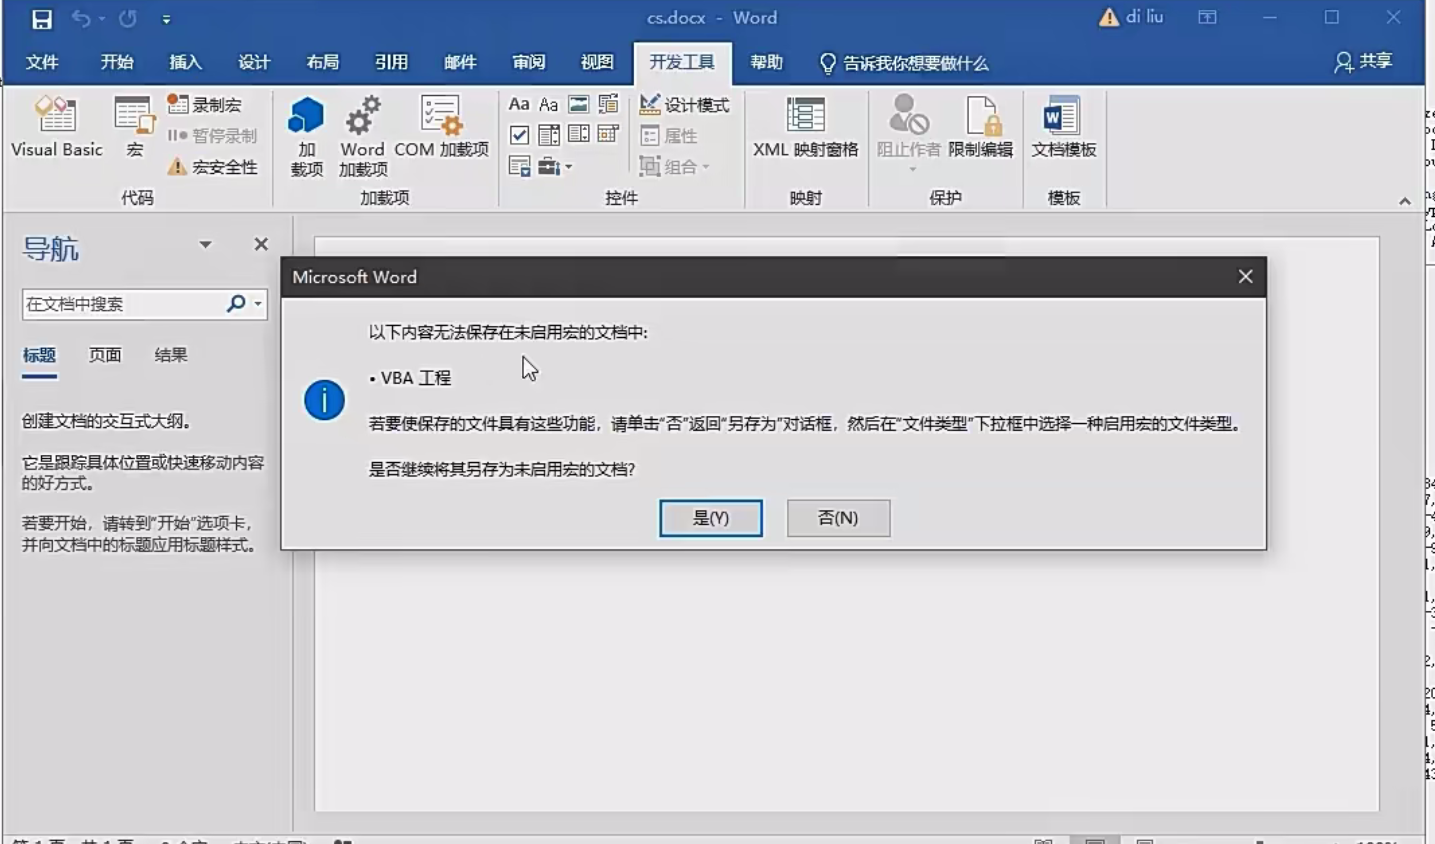 cs.docx - Word
di liu
文件 开始 插入 设计 布局 引用 邮件 审阅 视图 开发工具 帮助 告诉我你想要做什么 共享
Visual Basic
宏
录制宏
暂停录制
宏安全性
代码
加
载项
Word
加载项
COM 加载项
加载项
Aa Aa
设计模式
属性
组合
控件
XML 映射窗格
映射
阻止作者
限制编辑
保护
文档模板
模板
导航
在文档中搜索
标题 页面 结果
创建文档的交互式大纲。
它是跟踪具体位置或快速移动内容
的好方式。
若要开始，请转到"开始"选项卡，
并向文档中的标题应用标题样式。
Microsoft Word
以下内容无法保存在未启用宏的文档中:
• VBA 工程
若要使保存的文件具有这些功能，请单击"否"返回"另存为"对话框，然后在"文件类型"下拉框中选择一种启用宏的文件类型。
是否继续将其另存为未启用宏的文档?
是(Y)
否(N)